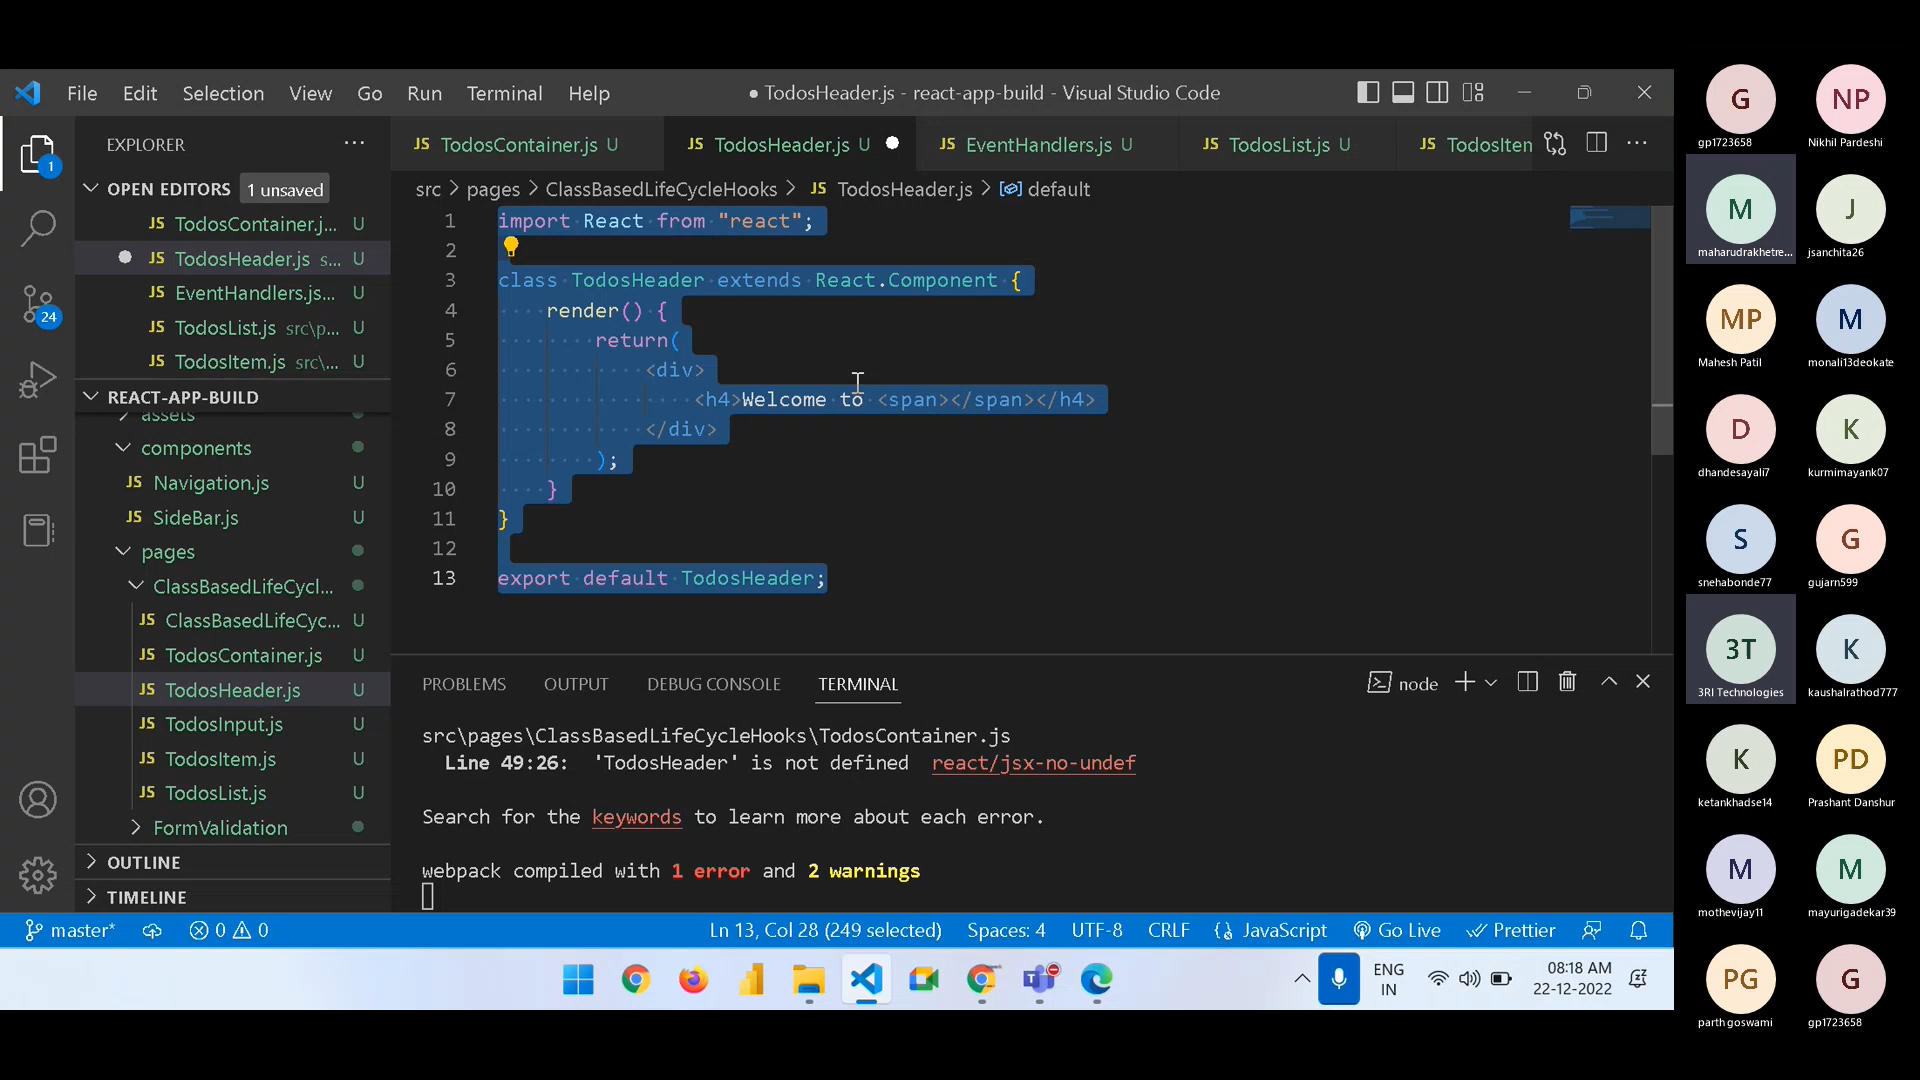 File Edit Selection View Go Run Terminal Help
● TodosHeader.js - react-app-build - Visual Studio Code
EXPLORER
OPEN EDITORS 1 unsaved
JS TodosContainer.j... U
JS TodosHeader.js s... U
JS EventHandlers.js... U
JS TodosList.js src\p... U
JS TodosItem.js src\... U
REACT-APP-BUILD
assets
components
JS Navigation.js U
JS SideBar.js U
pages
ClassBasedLifeCycl...
JS ClassBasedLifeCyc... U
JS TodosContainer.js U
JS TodosHeader.js U
JS TodosInput.js U
JS TodosItem.js U
JS TodosList.js U
FormValidation
OUTLINE
TIMELINE
1
24
JS TodosContainer.js U JS TodosHeader.js U JS EventHandlers.js U JS TodosList.js U JS TodosItem
src > pages > ClassBasedLifeCycleHooks > JS TodosHeader.js > default
1 import React from "react";
2
3 class TodosHeader extends React.Component {
4 render() {
5 return(
6 <div>
7 <h4>Welcome to <span></span></h4>
8 </div>
9 );
10 }
11 }
12
13 export default TodosHeader;
PROBLEMS OUTPUT DEBUG CONSOLE TERMINAL node
src\pages\ClassBasedLifeCycleHooks\TodosContainer.js
Line 49:26: 'TodosHeader' is not defined react/jsx-no-undef
Search for the keywords to learn more about each error.
webpack compiled with 1 error and 2 warnings
master* 0 0 Ln 13, Col 28 (249 selected) Spaces: 4 UTF-8 CRLF JavaScript Go Live Prettier
ENG
IN
08:18 AM
22-12-2022
G NP
gp1723658 Nikhil Pardeshi
M J
maharudrakhetre... jsanchita26
MP M
Mahesh Patil monali13deokate
D K
dhandesayali7 kurmimayank07
S G
snehabonde77 gujarn599
3T K
3RI Technologies kaushalrathod777
K PD
ketankhadse14 Prashant Danshur
M M
mothevijay11 mayurigadekar39
PG G
parth goswami gp1723658